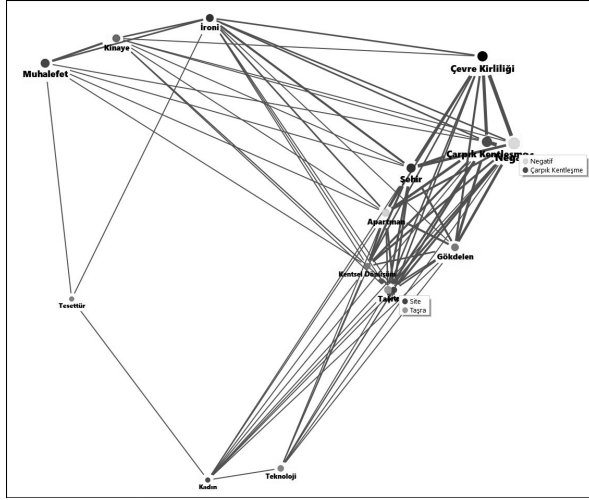 İroni
Kinaye
Muhalefet
Çevre Kirliliği
Çarpık Kentleşme
Negatif
Çarpık Kentleşme
Şehir
Apartman
Gökdelen
Kentsel Dönüşüm
Site
Taşra
Tesettür
Kadın
Teknoloji